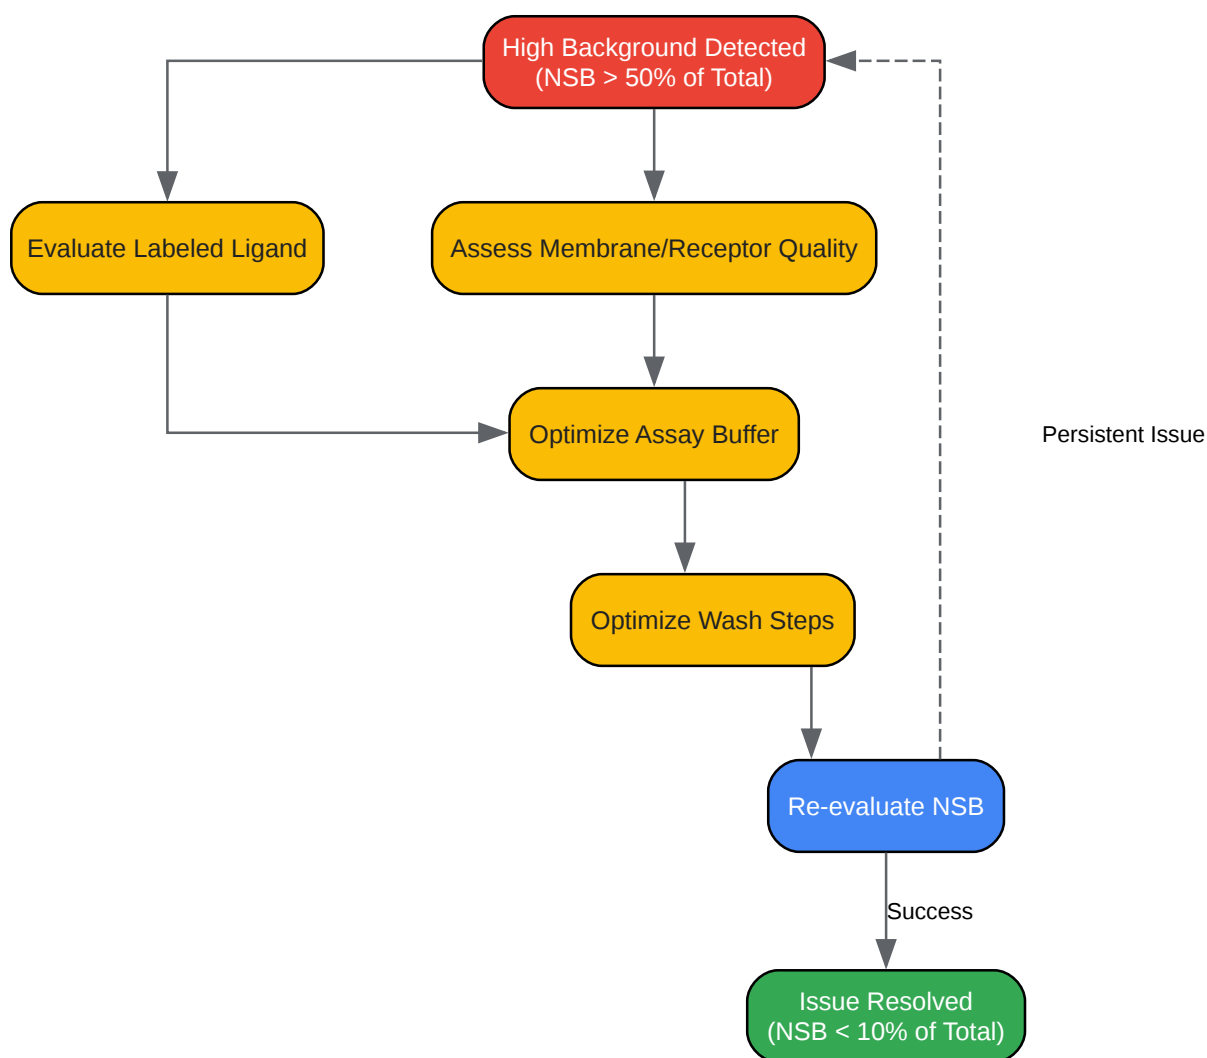 High Background Detected
(NSB > 50% of Total)
Evaluate Labeled Ligand
Assess Membrane/Receptor Quality
Optimize Assay Buffer
Persistent Issue
Optimize Wash Steps
Re-evaluate NSB
Success
Issue Resolved
(NSB < 10% of Total)